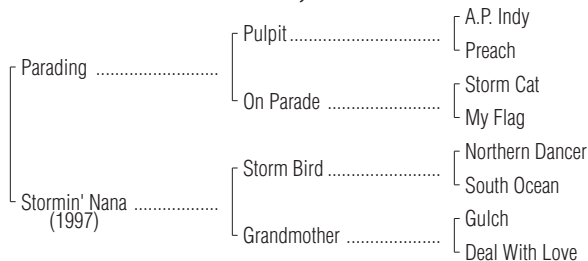 A.P. Indy
Pulpit
Preach
Parading
Storm Cat
On Parade
My Flag
Northern Dancer
Storm Bird
South Ocean
Stormin' Nana
(1997)
Gulch
Grandmother
Deal With Love